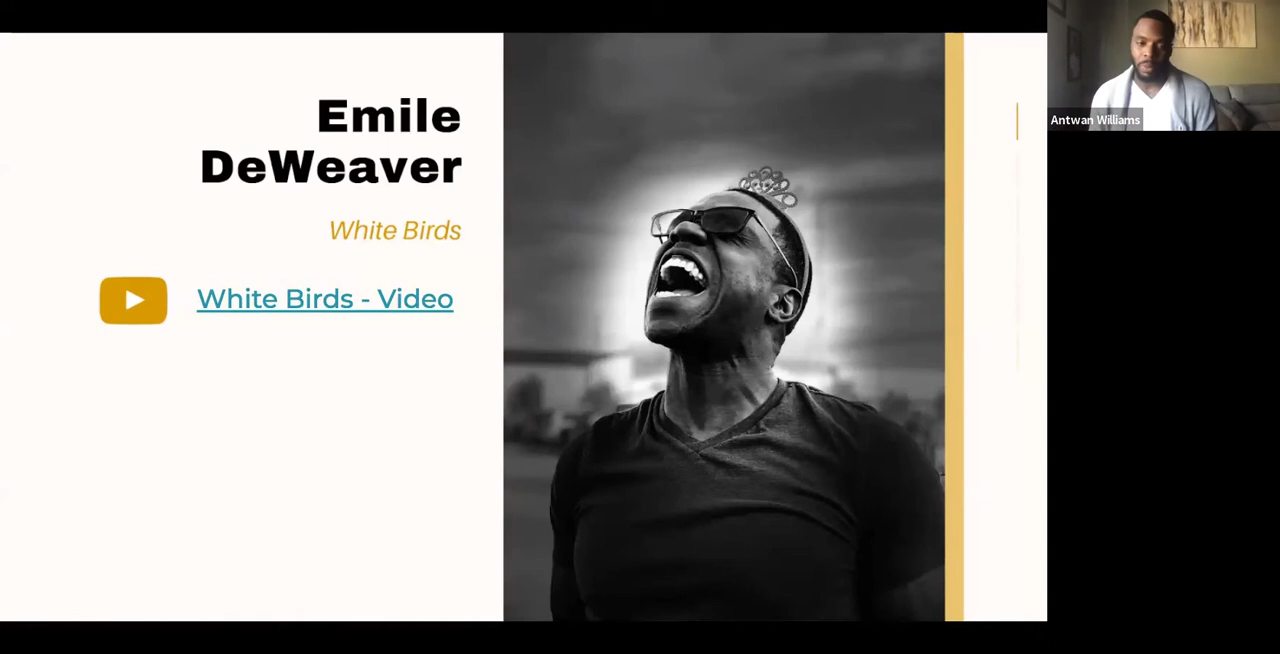 Emile
DeWeaver
White Birds
White Birds - Video
Antwan Williams